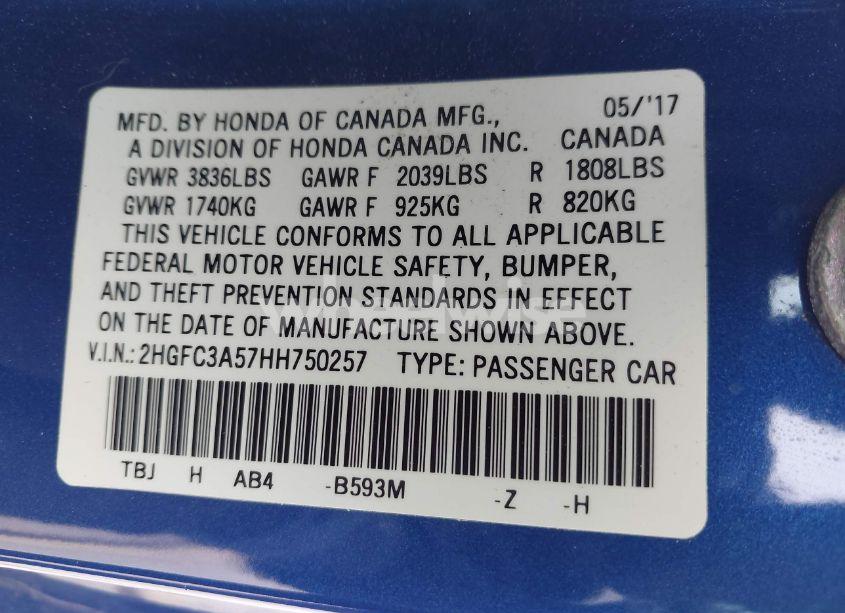 MFD. BY HONDA OF CANADA MFG., 05/'17
A DIVISION OF HONDA CANADA INC. CANADA
GVWR 3836LBS GAWR F 2039LBS R 1808LBS
GVWR 1740KG GAWR F 925KG R 820KG
THIS VEHICLE CONFORMS TO ALL APPLICABLE
FEDERAL MOTOR VEHICLE SAFETY, BUMPER,
AND THEFT PREVENTION STANDARDS IN EFFECT
ON THE DATE OF MANUFACTURE SHOWN ABOVE.
V.I.N.: 2HGFC3A57HH750257 TYPE: PASSENGER CAR
TBJ H AB4 -B593M -Z -H